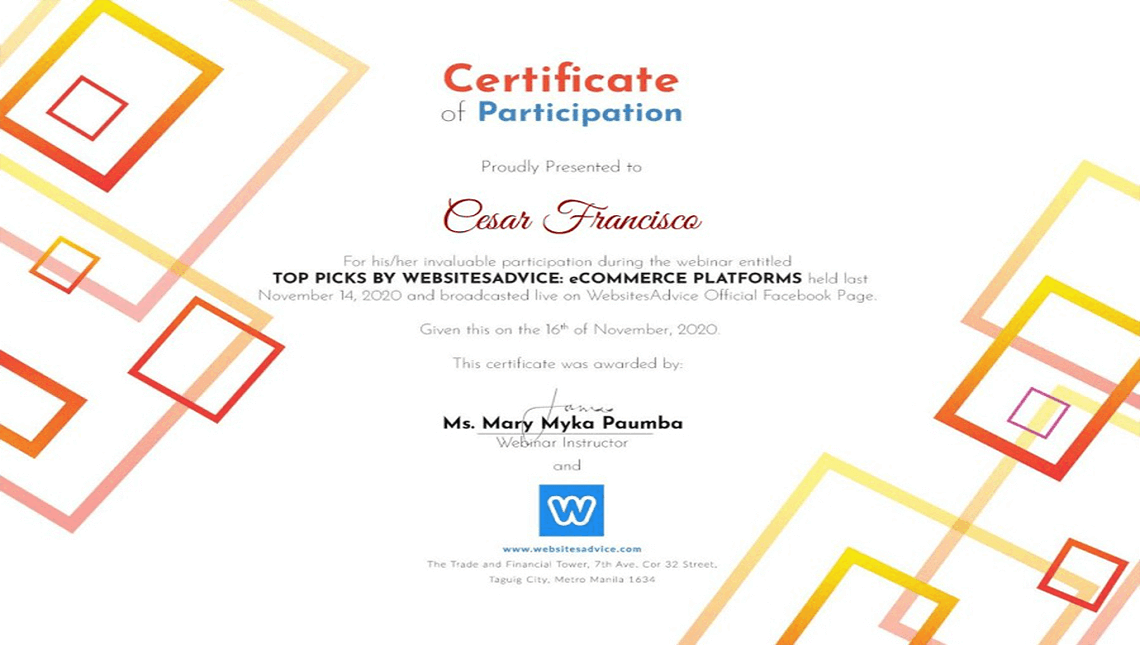 Certificate
of Participation
Proudly Presented to
Cesar Francisco
For his/her invaluable participation during the webinar entitled
TOP PICKS BY WEBSITESADVICE: eCOMMERCE PLATFORMS held last
November 14, 2020 and broadcasted live on WebsitesAdvice Official Facebook Page.
Given this on the 16th of November, 2020.
This certificate was awarded by:
Ms. Mary Myka Paumba
Webinar Instructor
and
W
www.websitesadvice.com
The Trade and Financial Tower, 7th Ave. Cor 32 Street,
Taguig City, Metro Manila 1634